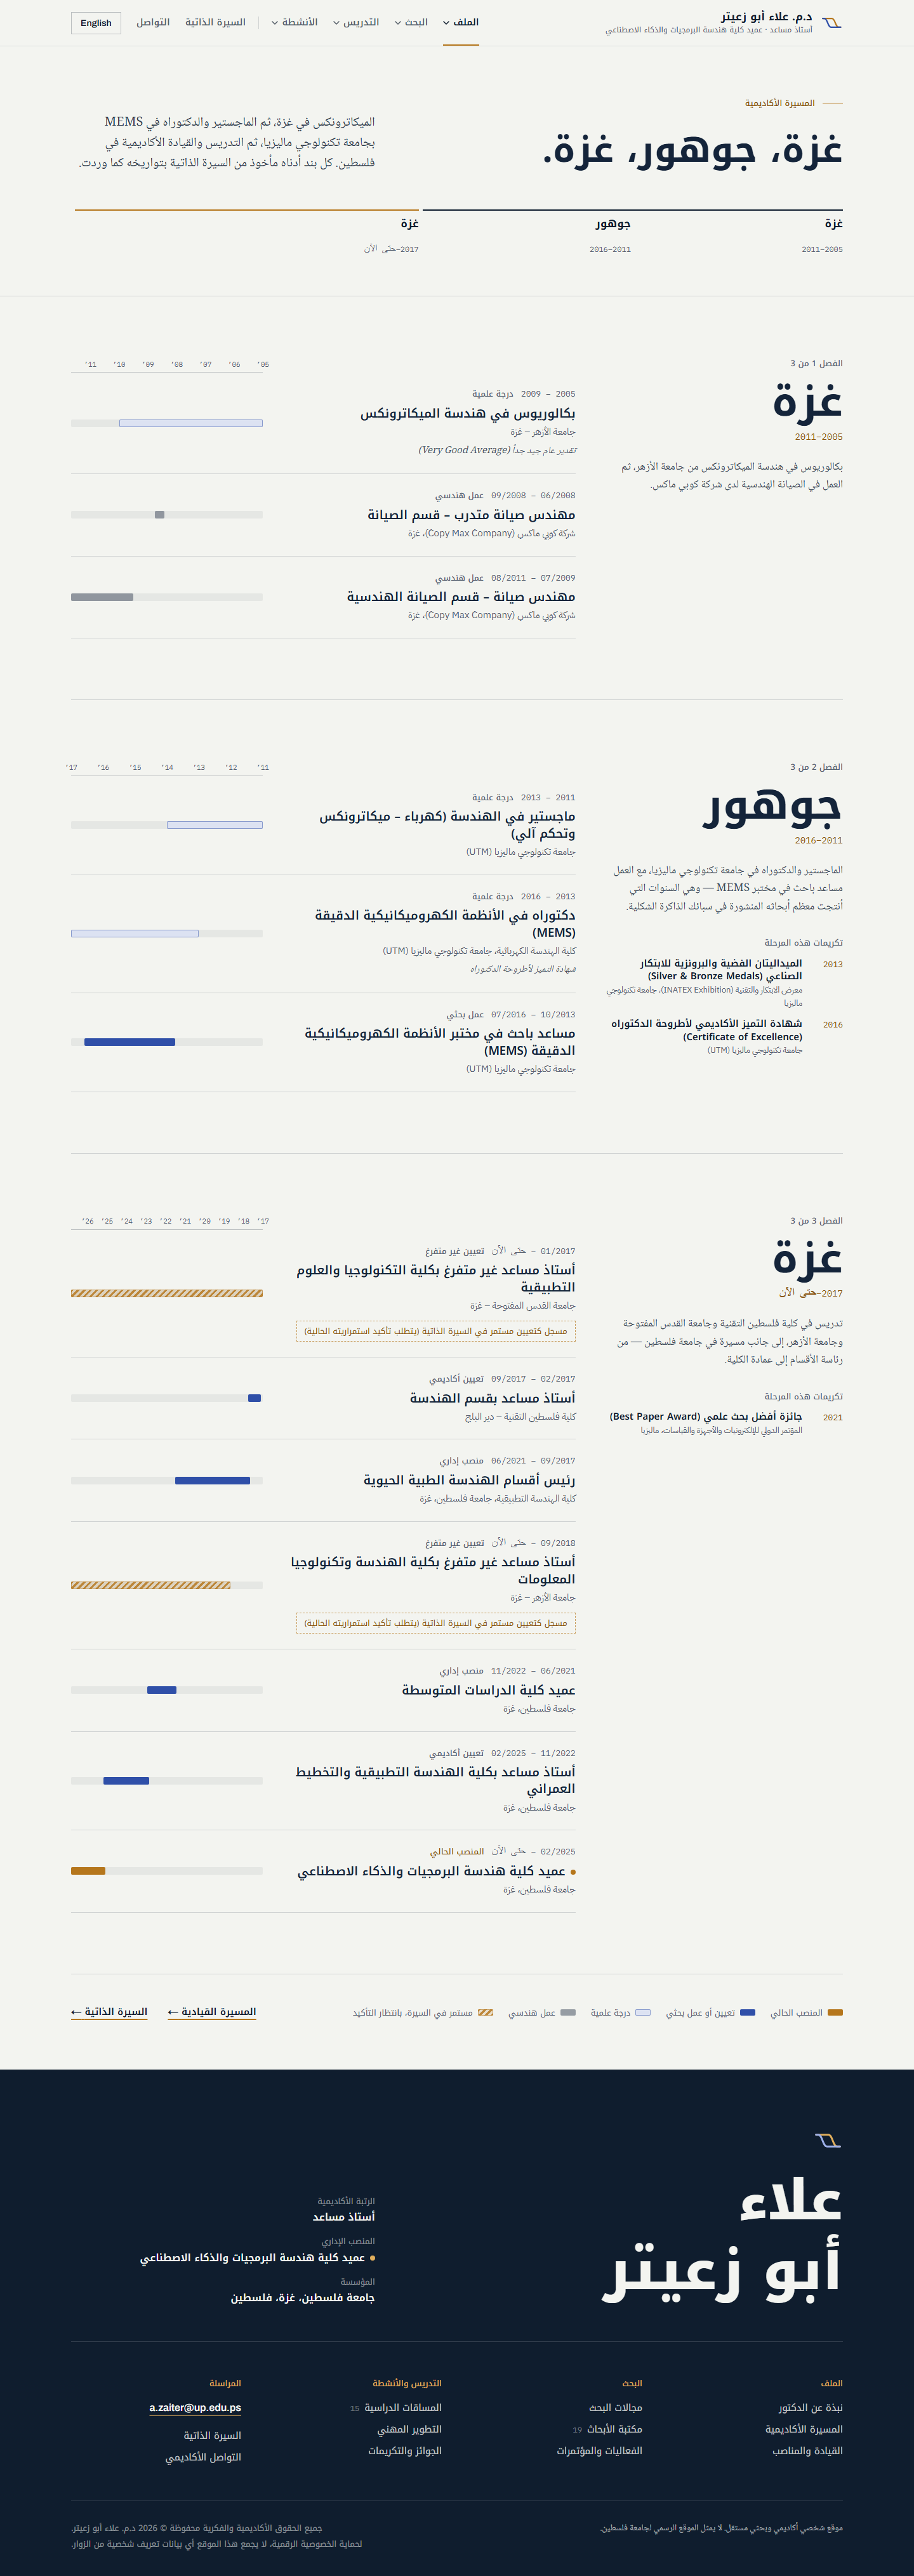 د.م. علاء أبو زعيتر
أستاذ مساعد · عميد كلية هندسة البرمجيات والذكاء الاصطناعي
الملف
البحث
التدريس
الأنشطة
السيرة الذاتية
التواصل
English
المسيرة الأكاديمية
غزة، جوهور، غزة.
الميكاترونكس في غزة، ثم الماجستير والدكتوراه في MEMS
بجامعة تكنولوجي ماليزيا، ثم التدريس والقيادة الأكاديمية في
فلسطين. كل بند أدناه مأخوذ من السيرة الذاتية بتواريخه كما وردت.
غزة
2005–2011
جوهور
2011–2016
غزة
2017–حتى الآن
الفصل 1 من 3
غزة
2005–2011
بكالوريوس في هندسة الميكاترونكس من جامعة الأزهر، ثم
العمل في الصيانة الهندسية لدى شركة كوبي ماكس.
’05 ’06 ’07 ’08 ’09 ’10 ’11
2005 – 2009 درجة علمية
بكالوريوس في هندسة الميكاترونكس
جامعة الأزهر – غزة
تقدير عام جيد جداً (Very Good Average)
06/2008 – 09/2008 عمل هندسي
مهندس صيانة متدرب – قسم الصيانة
شركة كوبي ماكس (Copy Max Company)، غزة
07/2009 – 08/2011 عمل هندسي
مهندس صيانة – قسم الصيانة الهندسية
شركة كوبي ماكس (Copy Max Company)، غزة
الفصل 2 من 3
جوهور
2011–2016
الماجستير والدكتوراه في جامعة تكنولوجي ماليزيا، مع العمل
مساعد باحث في مختبر MEMS — وهي السنوات التي
أنتجت معظم أبحاثه المنشورة في سبائك الذاكرة الشكلية.
تكريمات هذه المرحلة
2013
الميداليتان الفضية والبرونزية للابتكار
الصناعي (Silver & Bronze Medals)
معرض الابتكار والتقنية (INATEX Exhibition)، جامعة تكنولوجي
ماليزيا
2016
شهادة التميز الأكاديمي لأطروحة الدكتوراه
(Certificate of Excellence)
جامعة تكنولوجي ماليزيا (UTM)
’11 ’12 ’13 ’14 ’15 ’16 ’17
2011 – 2013 درجة علمية
ماجستير في الهندسة (كهرباء – ميكاترونكس
وتحكم آلي)
جامعة تكنولوجي ماليزيا (UTM)
2013 – 2016 درجة علمية
دكتوراه في الأنظمة الكهروميكانيكية الدقيقة
(MEMS)
كلية الهندسة الكهربائية، جامعة تكنولوجي ماليزيا (UTM)
شهادة التميز لأطروحة الدكتوراه
10/2013 – 07/2016 عمل بحثي
مساعد باحث في مختبر الأنظمة الكهروميكانيكية
الدقيقة (MEMS)
جامعة تكنولوجي ماليزيا (UTM)
الفصل 3 من 3
غزة
2017–حتى الآن
تدريس في كلية فلسطين التقنية وجامعة القدس المفتوحة
وجامعة الأزهر، إلى جانب مسيرة في جامعة فلسطين — من
رئاسة الأقسام إلى عمادة الكلية.
تكريمات هذه المرحلة
2021
جائزة أفضل بحث علمي (Best Paper Award)
المؤتمر الدولي للإلكترونيات والأجهزة والقياسات، ماليزيا
’17 ’18 ’19 ’20 ’21 ’22 ’23 ’24 ’25 ’26
01/2017 – حتى الآن تعيين غير متفرغ
أستاذ مساعد غير متفرغ بكلية التكنولوجيا والعلوم
التطبيقية
جامعة القدس المفتوحة – غزة
مسجل كتعيين مستمر في السيرة الذاتية (يتطلب تأكيد استمراريته الحالية)
02/2017 – 09/2017 تعيين أكاديمي
أستاذ مساعد بقسم الهندسة
كلية فلسطين التقنية – دير البلح
09/2017 – 06/2021 منصب إداري
رئيس أقسام الهندسة الطبية الحيوية
كلية الهندسة التطبيقية، جامعة فلسطين، غزة
09/2018 – حتى الآن تعيين غير متفرغ
أستاذ مساعد غير متفرغ بكلية الهندسة وتكنولوجيا
المعلومات
جامعة الأزهر – غزة
مسجل كتعيين مستمر في السيرة الذاتية (يتطلب تأكيد استمراريته الحالية)
06/2021 – 11/2022 منصب إداري
عميد كلية الدراسات المتوسطة
جامعة فلسطين، غزة
11/2022 – 02/2025 تعيين أكاديمي
أستاذ مساعد بكلية الهندسة التطبيقية والتخطيط
العمراني
جامعة فلسطين، غزة
02/2025 – حتى الآن المنصب الحالي
عميد كلية هندسة البرمجيات والذكاء الاصطناعي
جامعة فلسطين، غزة
المنصب الحالي
تعيين أو عمل بحثي
درجة علمية
عمل هندسي
مستمر في السيرة، بانتظار التأكيد
المسيرة القيادية ←
السيرة الذاتية ←
علاء
أبو زعيتر
الرتبة الأكاديمية
أستاذ مساعد
المنصب الإداري
عميد كلية هندسة البرمجيات والذكاء الاصطناعي
المؤسسة
جامعة فلسطين، غزة، فلسطين
الملف
نبذة عن الدكتور
المسيرة الأكاديمية
القيادة والمناصب
البحث
مجالات البحث
مكتبة الأبحاث 19
الفعاليات والمؤتمرات
التدريس والأنشطة
المساقات الدراسية 15
التطوير المهني
الجوائز والتكريمات
المراسلة
a.zaiter@up.edu.ps
السيرة الذاتية
التواصل الأكاديمي
موقع شخصي أكاديمي وبحثي مستقل. لا يمثل الموقع الرسمي لجامعة فلسطين.
جميع الحقوق الأكاديمية والفكرية محفوظة © 2026 د.م. علاء أبو زعيتر.
لحماية الخصوصية الرقمية، لا يجمع هذا الموقع أي بيانات تعريف شخصية من الزوار.